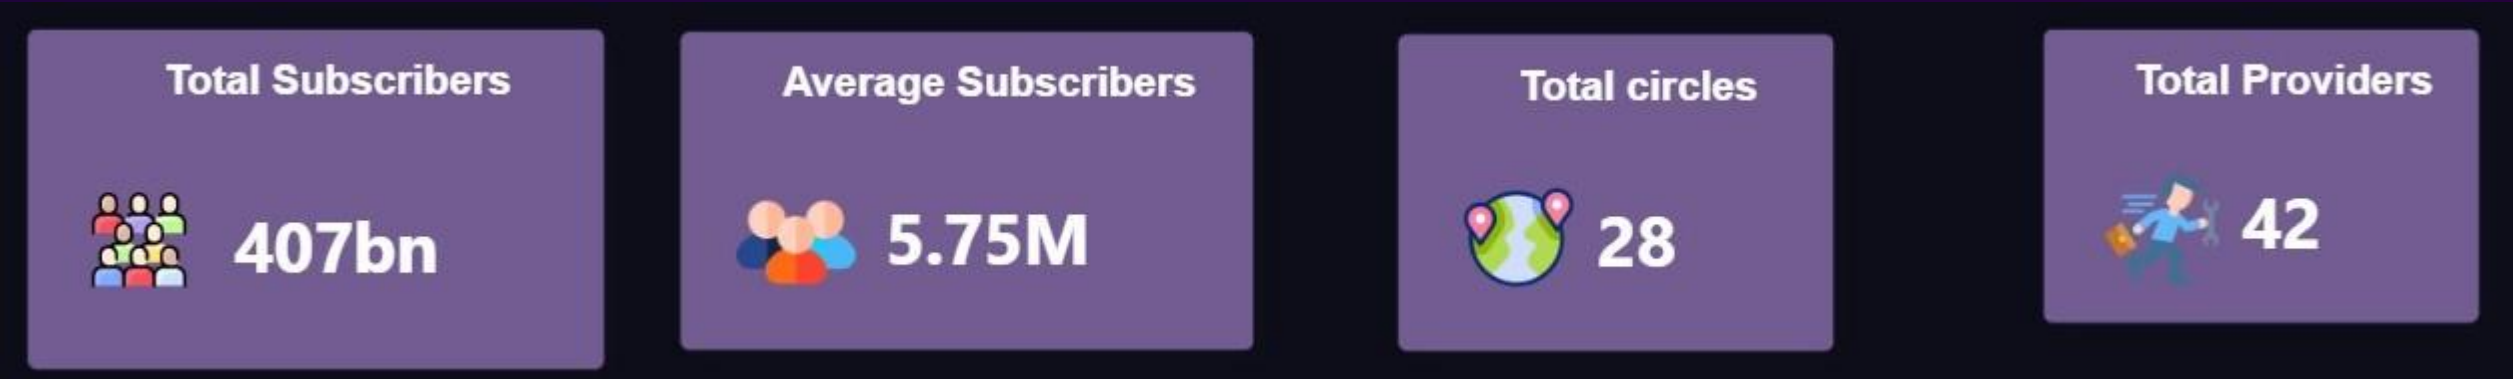 Total Subscribers
407bn
Average Subscribers
5.75M
Total circles
28
Total Providers
42